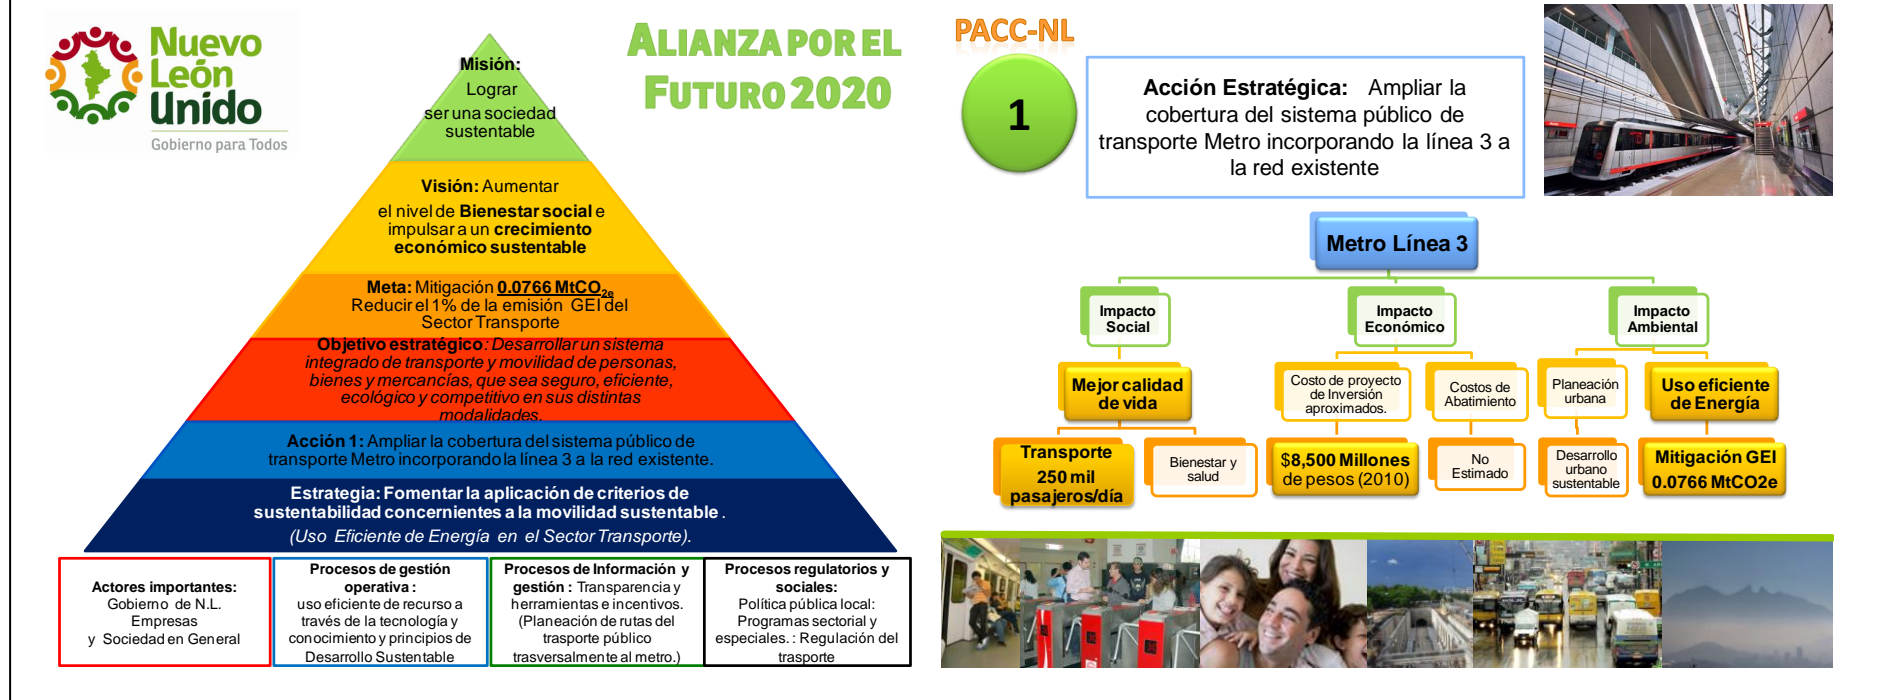 Nuevo
León
Unido
Gobierno para Todos
ALIANZA POR EL
FUTURO 2020
Misión:
Lograr
ser una sociedad
sustentable
Visión: Aumentar
el nivel de Bienestar social e
impulsar a un crecimiento
económico sustentable
Meta: Mitigación 0.0766 MtCO2e
Reducir el 1% de la emisión GEI del
Sector Transporte
Objetivo estratégico: Desarrollar un sistema
integrado de transporte y movilidad de personas,
bienes y mercancías, que sea seguro, eficiente,
ecológico y competitivo en sus distintas
modalidades.
Acción 1: Ampliar la cobertura del sistema público de
transporte Metro incorporando la línea 3 a la red existente.
Estrategia: Fomentar la aplicación de criterios de
sustentabilidad concernientes a la movilidad sustentable .
(Uso Eficiente de Energía en el Sector Transporte).
Actores importantes:
Gobierno de N.L.
Empresas
y Sociedad en General
Procesos de gestión
operativa :
uso eficiente de recurso a
través de la tecnología y
conocimiento y principios de
Desarrollo Sustentable
Procesos de Información y
gestión : Transparencia y
herramientas e incentivos.
(Planeación de rutas del
trasporte público
trasversalmente al metro.)
Procesos regulatorios y
sociales:
Política pública local:
Programas sectorial y
especiales. : Regulación del
trasporte
PACC-NL
1
Acción Estratégica: Ampliar la
cobertura del sistema público de
transporte Metro incorporando la línea 3 a
la red existente
Metro Línea 3
Impacto
Social
Impacto
Económico
Impacto
Ambiental
Mejor calidad
de vida
Costo de proyecto
de Inversión
aproximados.
Costos de
Abatimiento
Planeación
urbana
Uso eficiente
de Energía
Transporte
250 mil
pasajeros/día
Bienestar y
salud
$8,500 Millones
de pesos (2010)
No
Estimado
Desarrollo
urbano
sustentable
Mitigación GEI
0.0766 MtCO2e